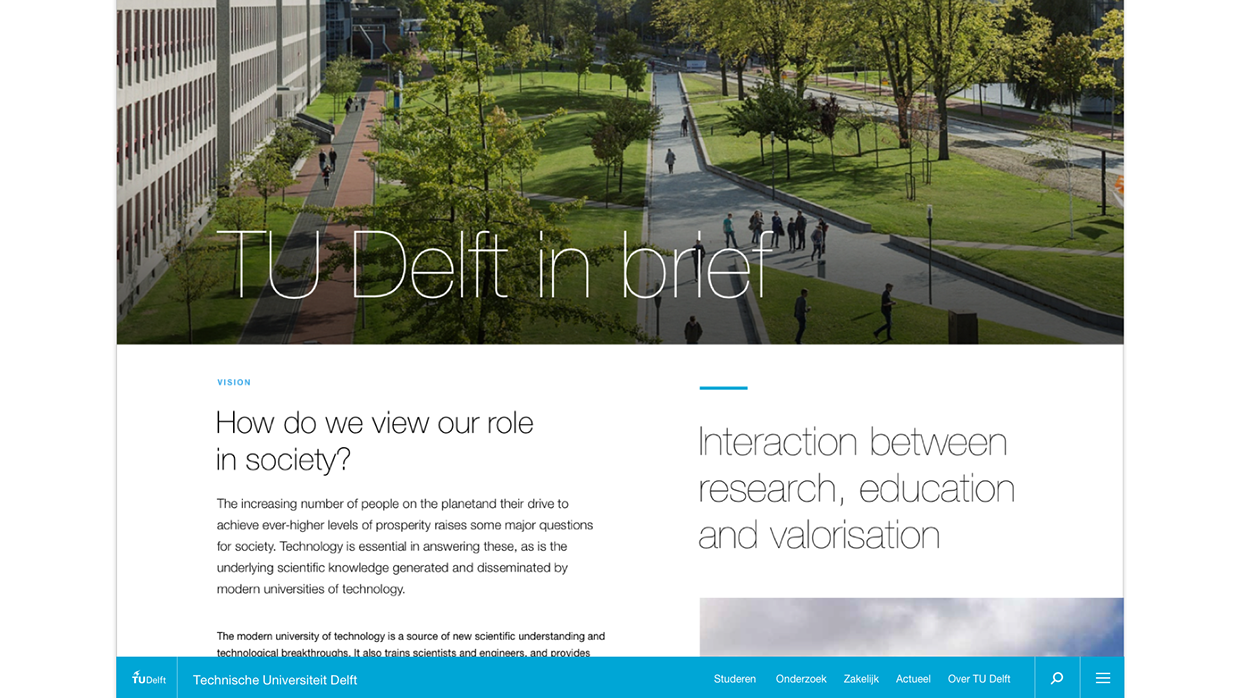 TU Delft in brief
VISION
How do we view our role
in society?
The increasing number of people on the planetand their drive to
achieve ever-higher levels of prosperity raises some major questions
for society. Technology is essential in answering these, as is the
underlying scientific knowledge generated and disseminated by
modern universities of technology.
The modern university of technology is a source of new scientific understanding and
technological breakthroughs. It also trains scientists and engineers, and provides
Interaction between
research, education
and valorisation
TU Delft
Technische Universiteit Delft
Studeren
Onderzoek
Zakelijk
Actueel
Over TU Delft